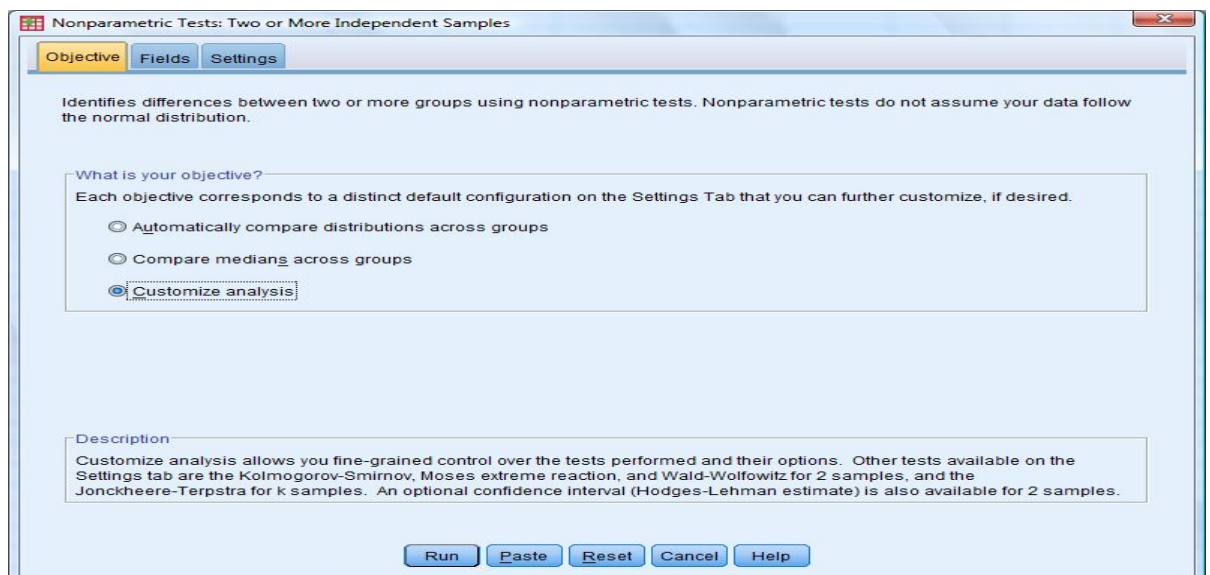 Nonparametric Tests: Two or More Independent Samples
Objective Fields Settings
Identifies differences between two or more groups using nonparametric tests. Nonparametric tests do not assume your data follow
the normal distribution.
What is your objective?
Each objective corresponds to a distinct default configuration on the Settings Tab that you can further customize, if desired.
Automatically compare distributions across groups
Compare medians across groups
Customize analysis
Description
Customize analysis allows you fine-grained control over the tests performed and their options. Other tests available on the
Settings tab are the Kolmogorov-Smirnov, Moses extreme reaction, and Wald-Wolfowitz for 2 samples, and the
Jonckheere-Terpstra for k samples. An optional confidence interval (Hodges-Lehman estimate) is also available for 2 samples.
Run Paste Reset Cancel Help